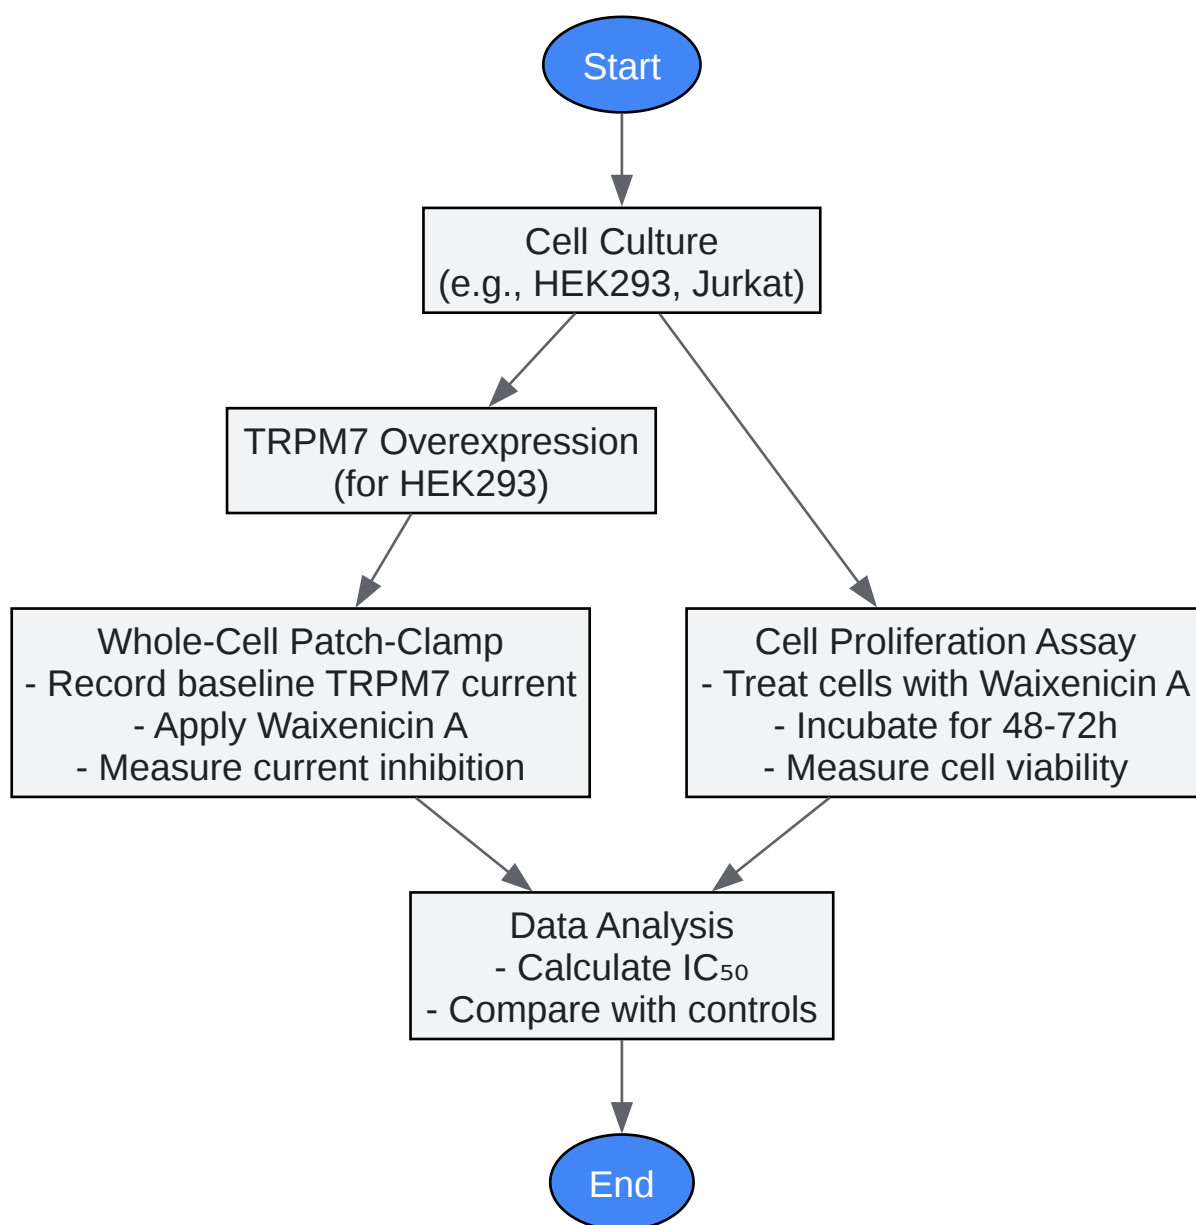 Start
Cell Culture
(e.g., HEK293, Jurkat)
TRPM7 Overexpression
(for HEK293)
Whole-Cell Patch-Clamp
- Record baseline TRPM7 current
- Apply Waixenicin A
- Measure current inhibition
Cell Proliferation Assay
- Treat cells with Waixenicin A
- Incubate for 48-72h
- Measure cell viability
Data Analysis
- Calculate IC₅₀
- Compare with controls
End